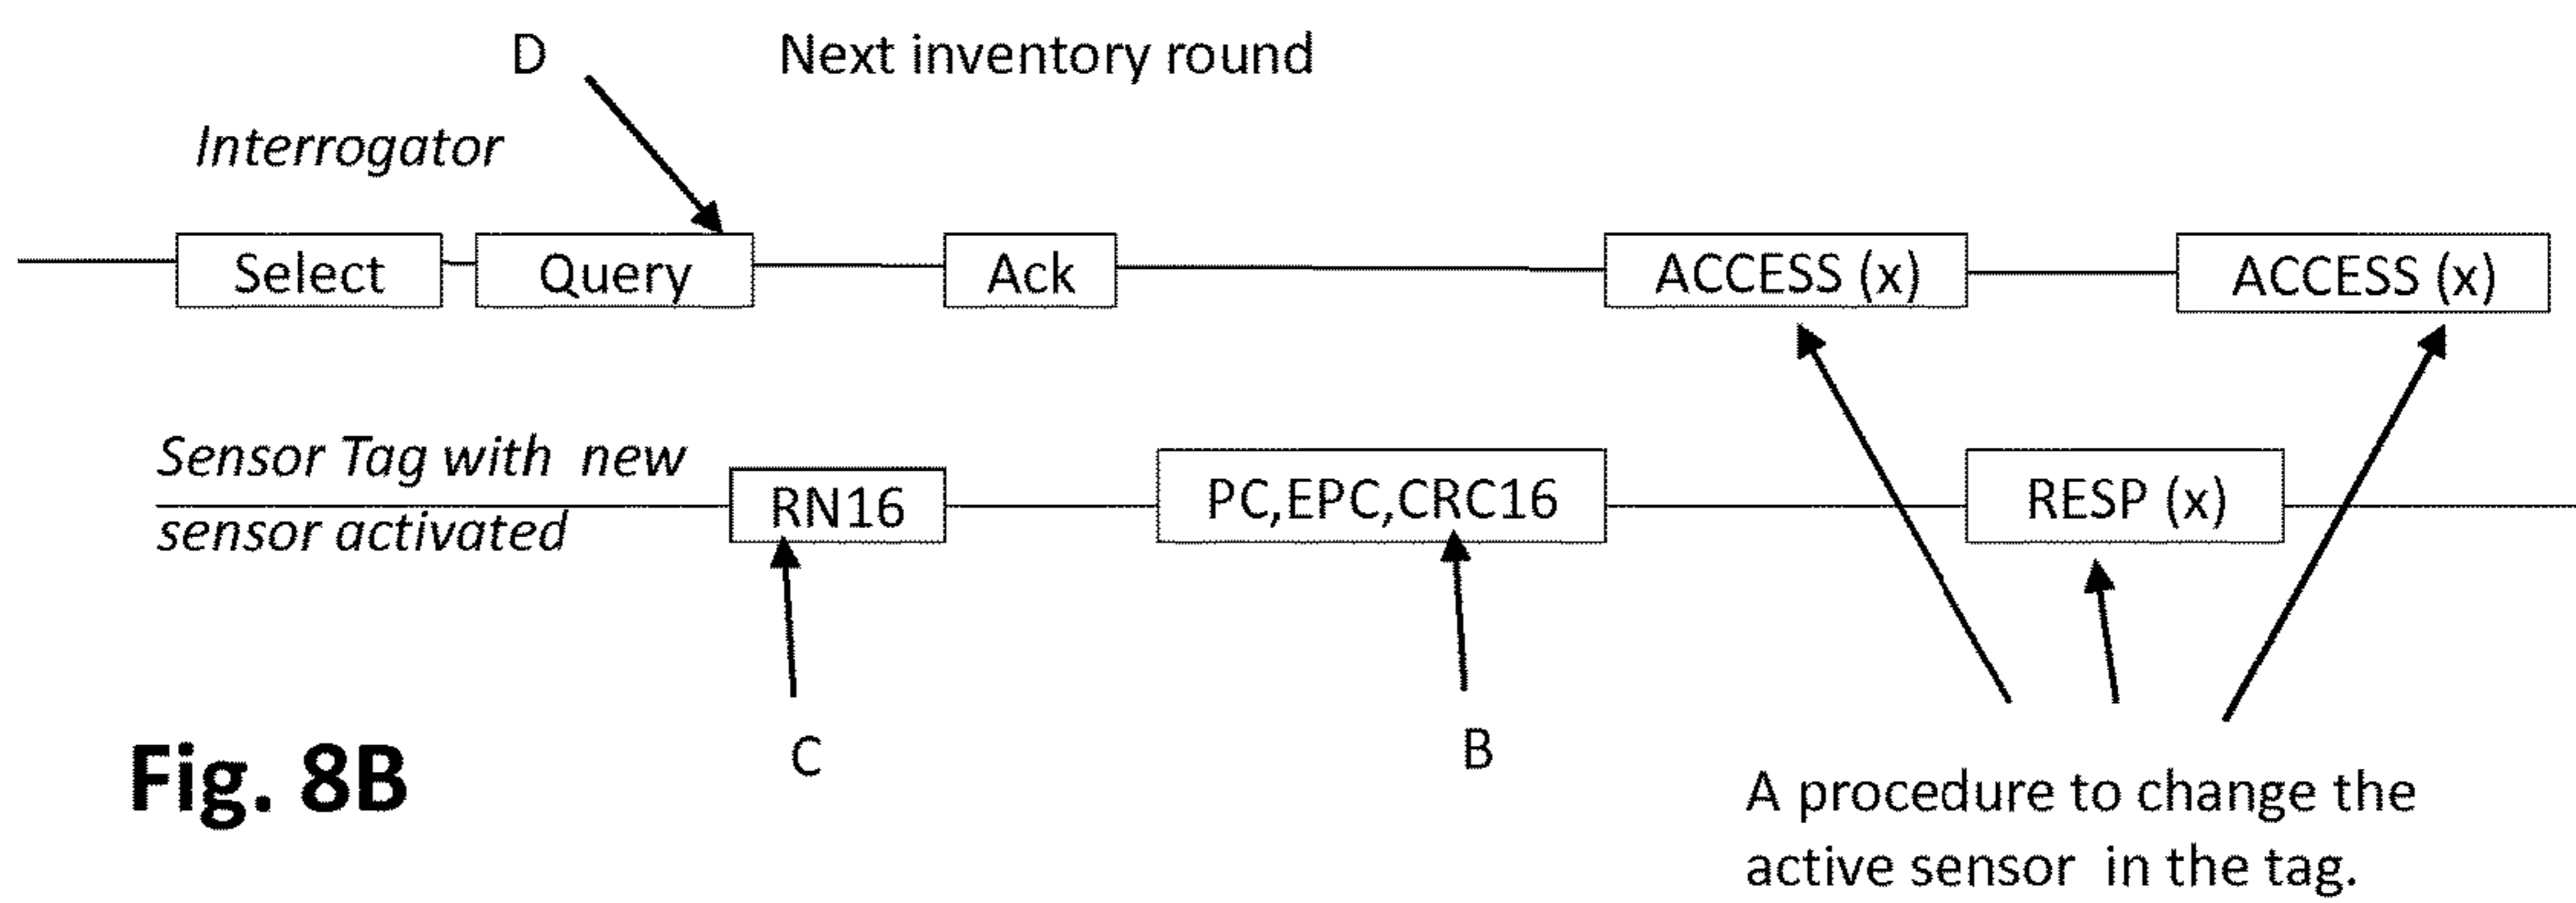 D Next inventory round
Interrogator
Select Query Ack ACCESS (x) ACCESS (x)
Sensor Tag with new
sensor activated
RN16 PC,EPC,CRC16 RESP (x)
C B
Fig. 8B
A procedure to change the
active sensor in the tag.